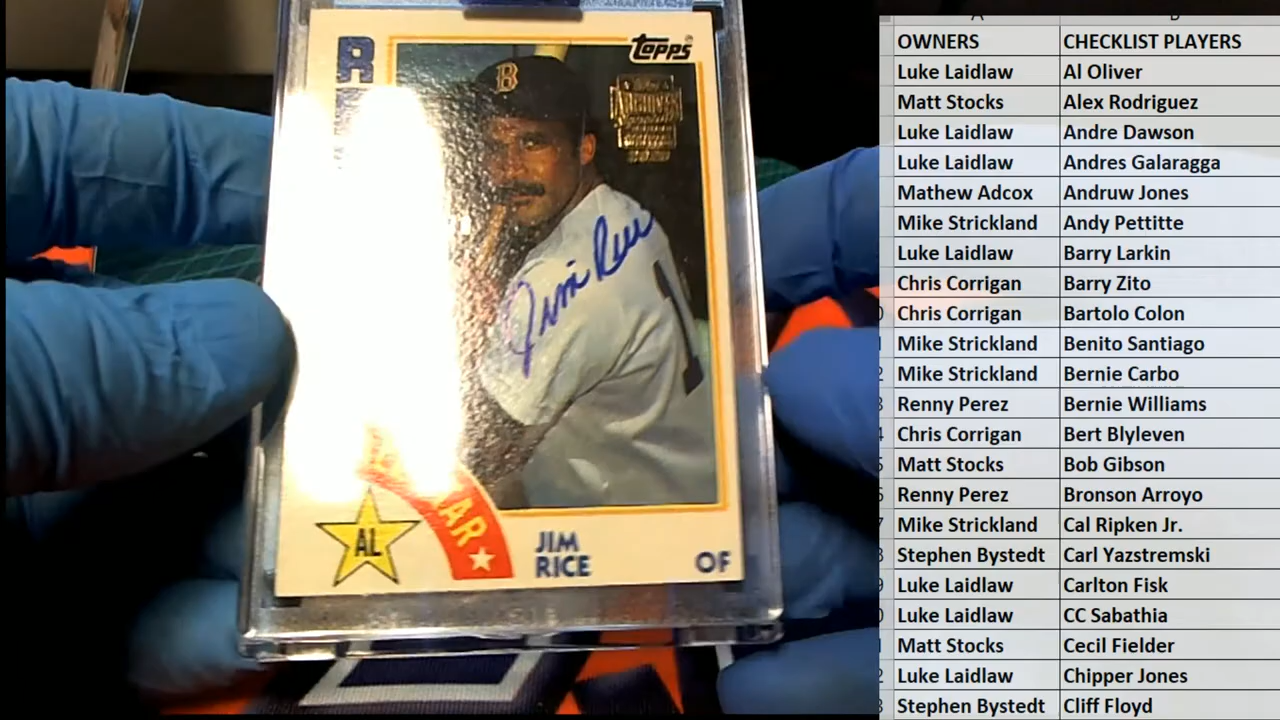 R
Topps
ARCHIVES
B
Jim Rice
1
AL
AR
JIM
RICE
OF
OWNERS CHECKLIST PLAYERS
Luke Laidlaw Al Oliver
Matt Stocks Alex Rodriguez
Luke Laidlaw Andre Dawson
Luke Laidlaw Andres Galaragga
Mathew Adcox Andruw Jones
Mike Strickland Andy Pettitte
Luke Laidlaw Barry Larkin
Chris Corrigan Barry Zito
Chris Corrigan Bartolo Colon
Mike Strickland Benito Santiago
Mike Strickland Bernie Carbo
Renny Perez Bernie Williams
Chris Corrigan Bert Blyleven
Matt Stocks Bob Gibson
Renny Perez Bronson Arroyo
Mike Strickland Cal Ripken Jr.
Stephen Bystedt Carl Yazstremski
Luke Laidlaw Carlton Fisk
Luke Laidlaw CC Sabathia
Matt Stocks Cecil Fielder
Luke Laidlaw Chipper Jones
Stephen Bystedt Cliff Floyd